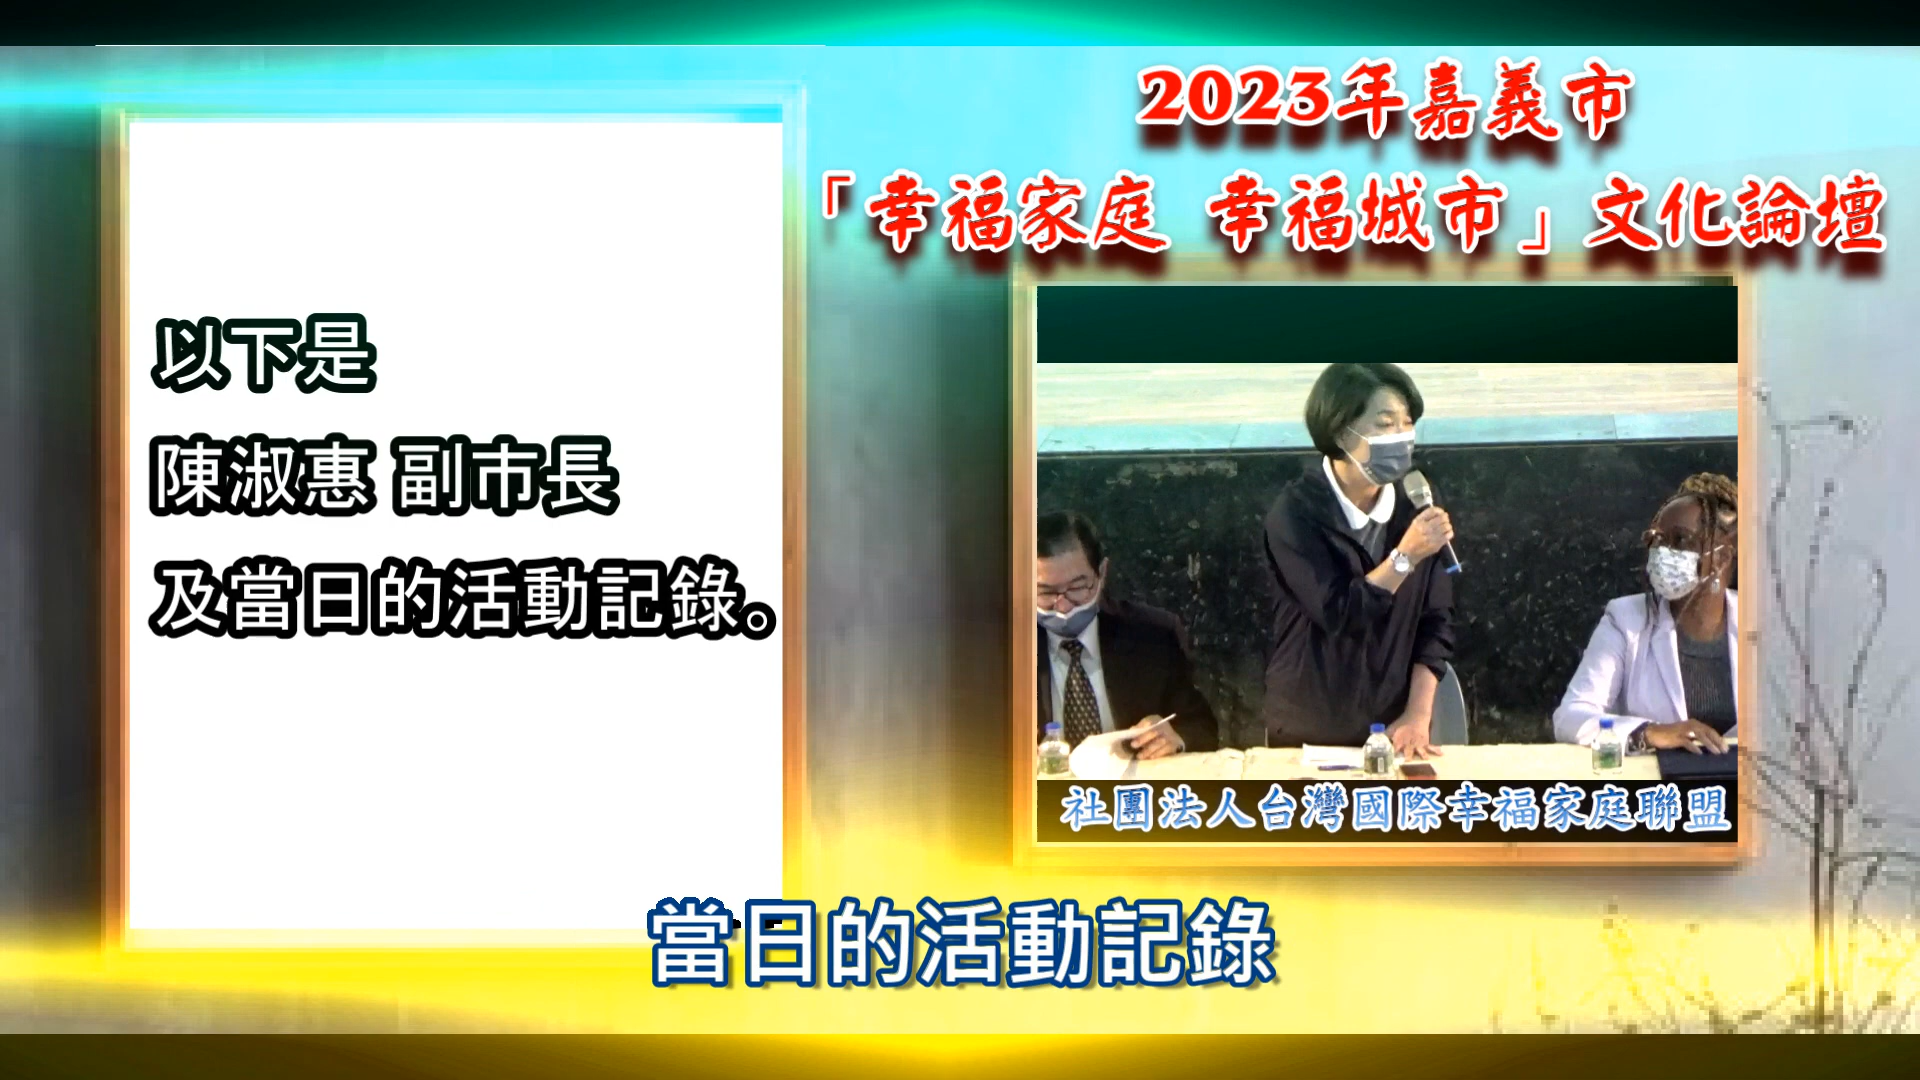 2023年嘉義市
「幸福家庭 幸福城市」文化論壇
以下是
陳淑惠 副市長
及當日的活動記錄。
社團法人台灣國際幸福家庭聯盟
當日的活動記錄